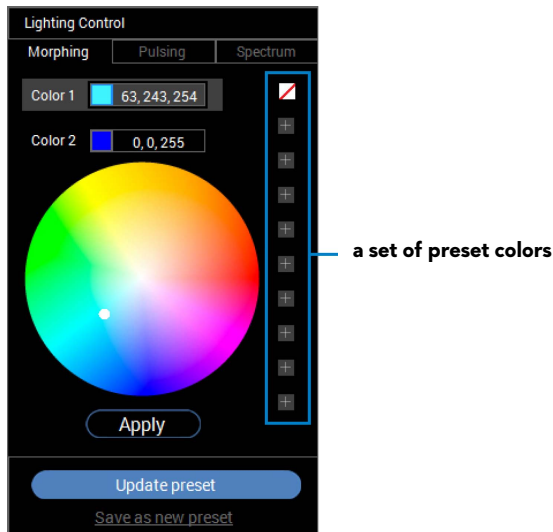 Lighting Control
Morphing Pulsing Spectrum
Color 1 63, 243, 254
Color 2 0, 0, 255
a set of preset colors
Apply
Update preset
Save as new preset